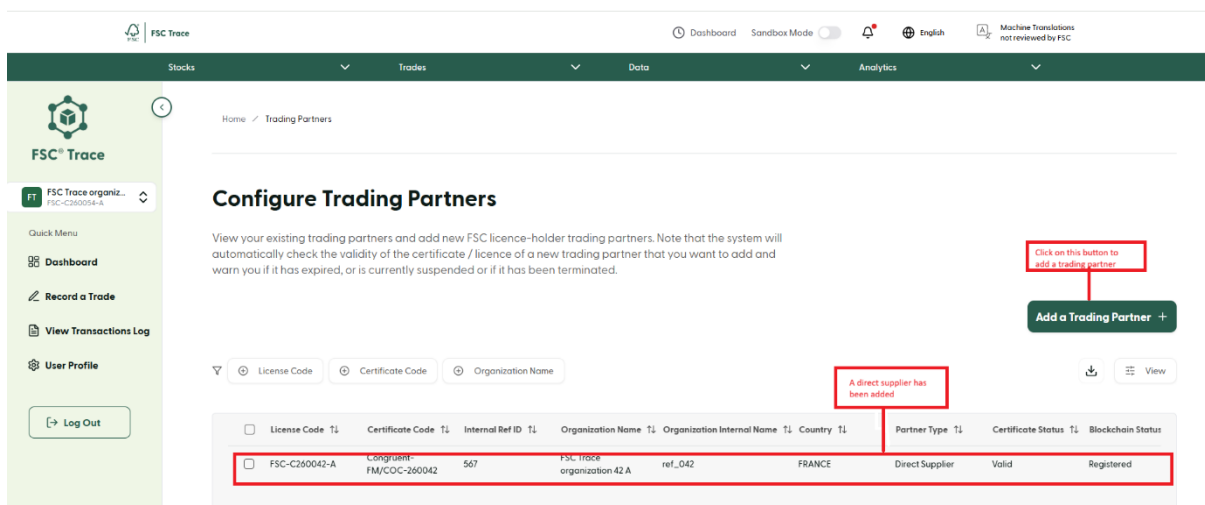 FSC
FSC Trace
Dashboard
Sandbox Mode
English
Machine Translations
not reviewed by FSC
Stocks
Trades
Data
Analytics
FSC® Trace
Home / Trading Partners
FT
FSC Trace organiz...
FSC-C260054-A
Configure Trading Partners
Quick Menu
View your existing trading partners and add new FSC licence-holder trading partners. Note that the system will
automatically check the validity of the certificate / licence of a new trading partner that you want to add and
warn you if it has expired, or is currently suspended or if it has been terminated.
Dashboard
Record a Trade
View Transactions Log
User Profile
Log Out
Click on this button to
add a trading partner
Add a Trading Partner +
License Code
Certificate Code
Organization Name
View
A direct supplier has
been added
License Code Certificate Code Internal Ref ID Organization Name Organization Internal Name Country Partner Type Certificate Status Blockchain Status
FSC-C260042-A
Congruent-
FM/COC-260042
567
FSC Trace
organization 42 A
ref_042
FRANCE
Direct Supplier
Valid
Registered